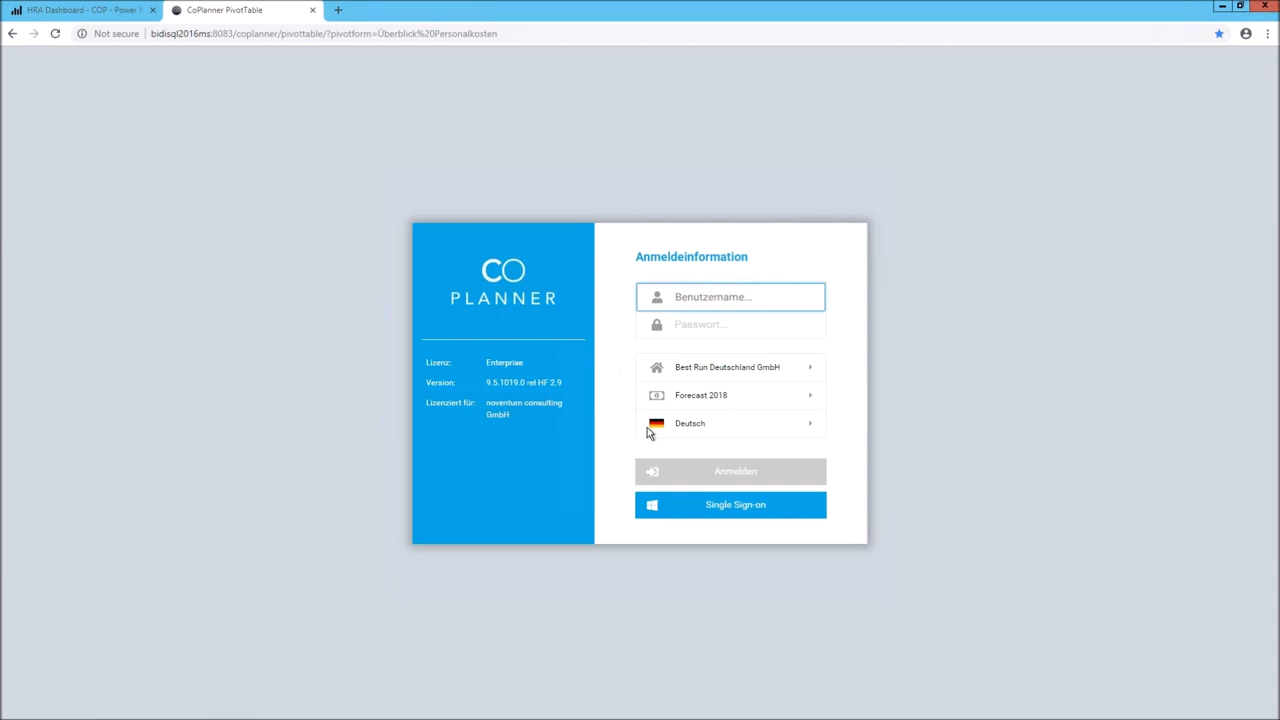 HRA Dashboard - COP - Power
CoPlanner PivotTable
Not secure
bidisql2016ms:8083/coplanner/pivottable/?pivotform=Überblick%20Personalkosten
CO
PLANNER
Lizenz: Enterprise
Version: 9.5.1019.0 rel HF 2.9
Lizenziert für: noventum consulting
GmbH
Anmeldeinformation
Benutzername...
Passwort...
Best Run Deutschland GmbH
Forecast 2018
Deutsch
Anmelden
Single Sign-on